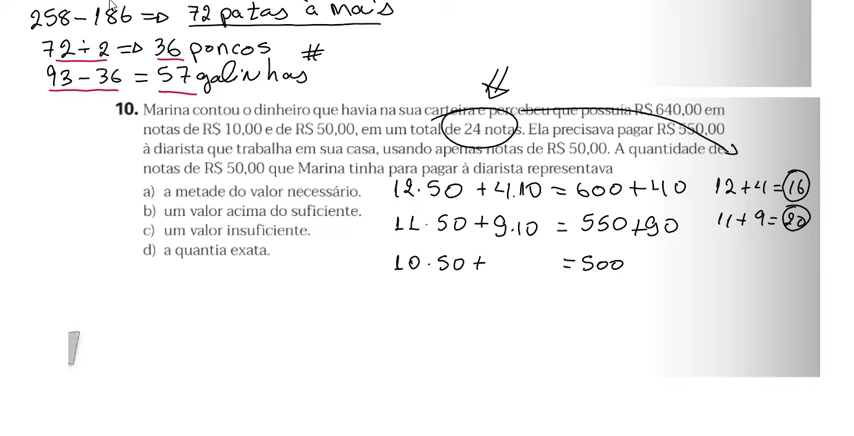 258 - 186 => 72 patas à mais
72 ÷ 2 => 36 porcos #
93 - 36 = 57 galinhas
10. Marina contou o dinheiro que havia na sua carteira e percebeu que possuía R$ 640,00 em
notas de R$ 10,00 e de R$ 50,00, em um total de 24 notas. Ela precisava pagar R$ 550,00
à diarista que trabalha em sua casa, usando apenas notas de R$ 50,00. A quantidade de
notas de R$ 50,00 que Marina tinha para pagar à diarista representava
a) a metade do valor necessário. 12.50 + 4.10 = 600 + 40 12 + 4 = 16
b) um valor acima do suficiente.
c) um valor insuficiente. 11.50 + 9.10 = 550 + 90 11 + 9 = 20
d) a quantia exata. 10.50 + = 500